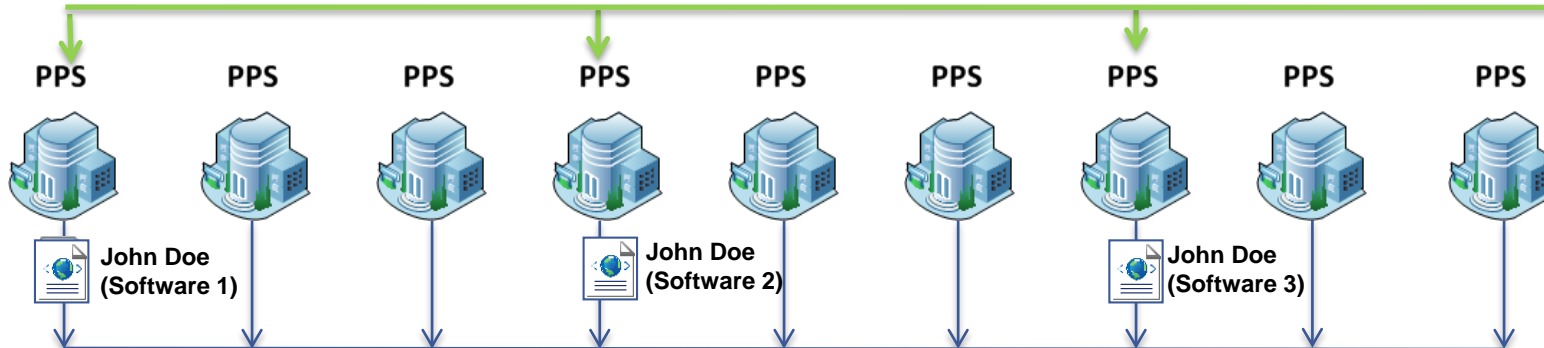 PPS PPS PPS PPS PPS PPS PPS PPS PPS
John Doe
(Software 1)
John Doe
(Software 2)
John Doe
(Software 3)